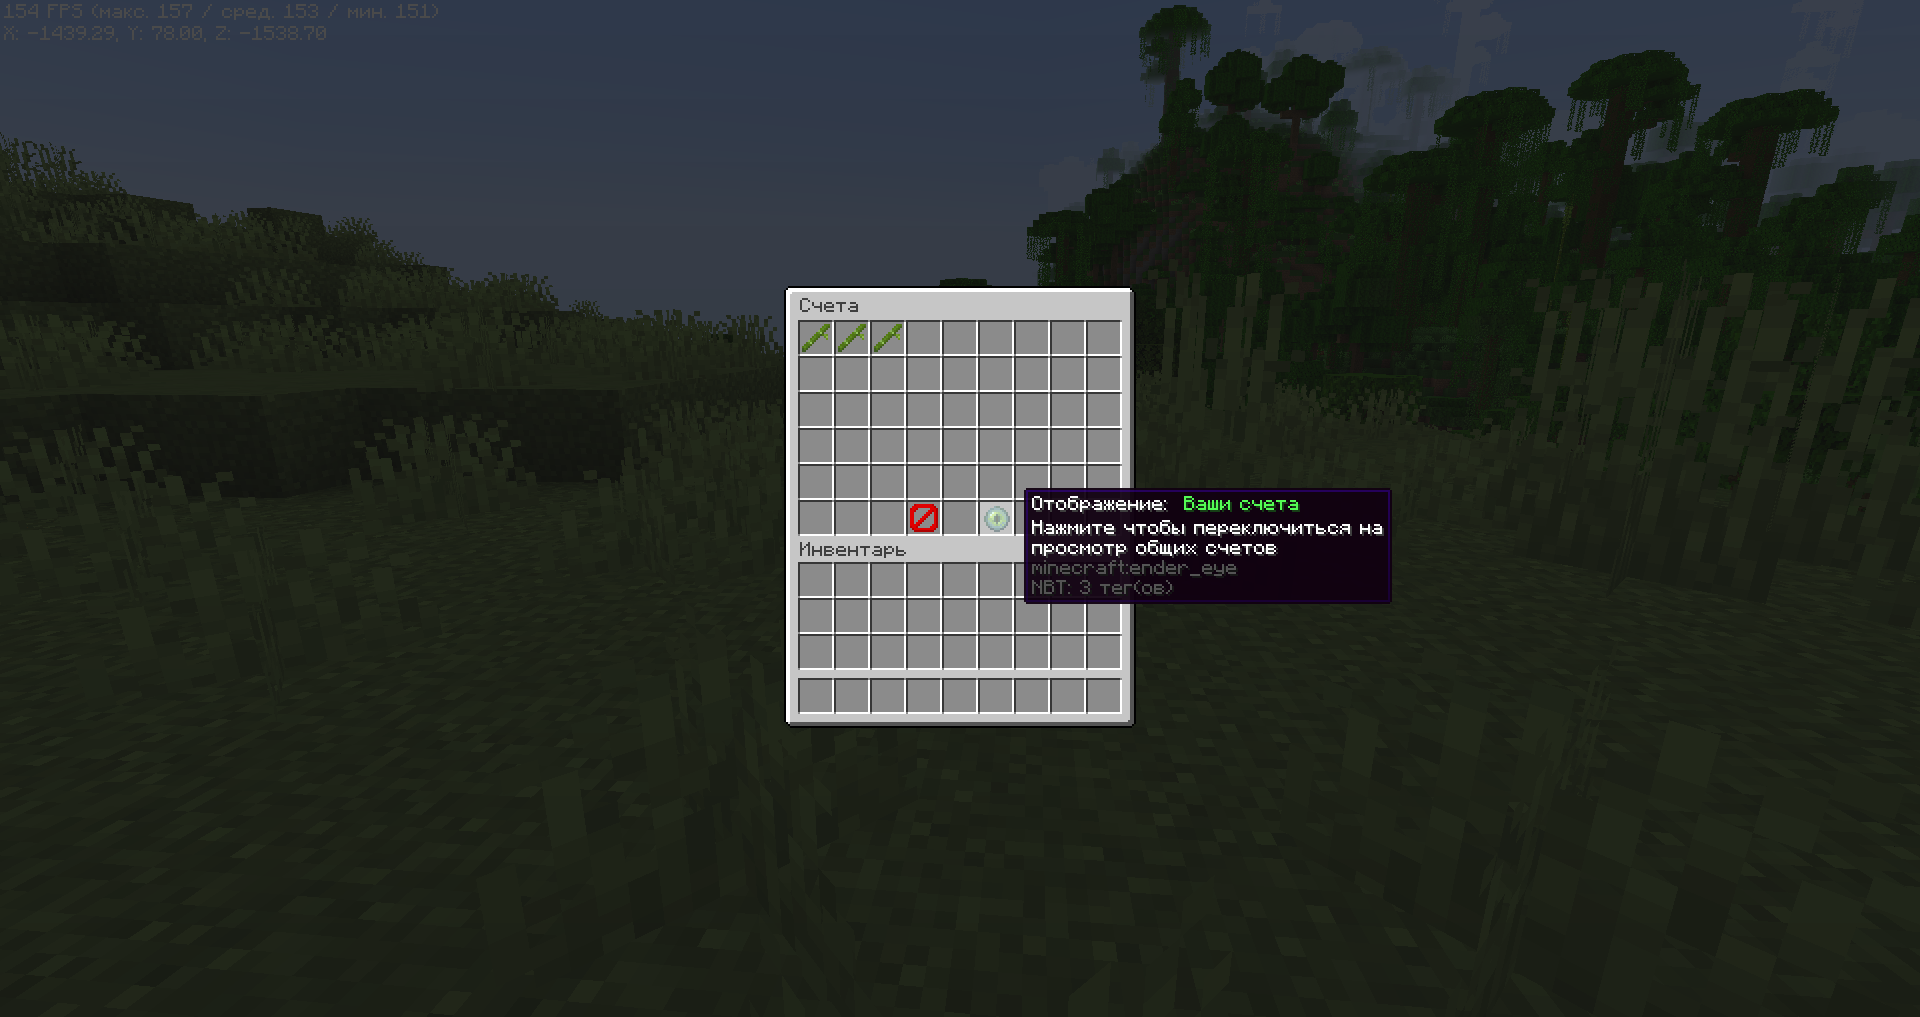 154 FPS (макс. 157 / сред. 153 / мин. 151)
X: -1439.29, Y: 78.00, Z: -1538.70
Счета
Отображение: Ваши счета
Нажмите чтобы переключиться на
просмотр общих счетов
minecraft:ender_eye
NBT: 3 тег(ов)
Инвентарь